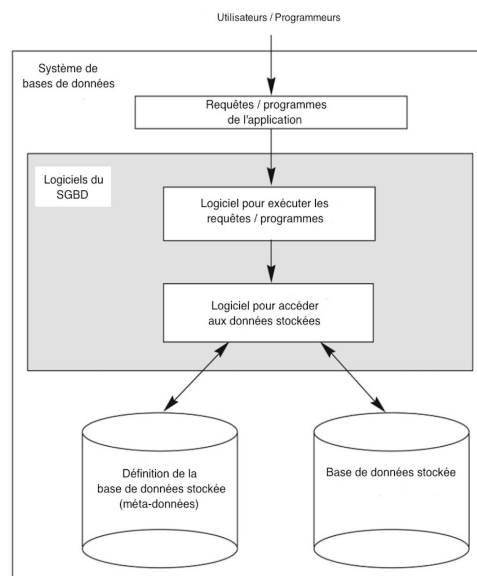 Utilisateurs / Programmeurs
Système de
bases de données
Requêtes / programmes
de l'application
Logiciels du
SGBD
Logiciel pour exécuter les
requêtes / programmes
Logiciel pour accéder
aux données stockées
Définition de la
base de données stockée
(méta-données)
Base de données stockée